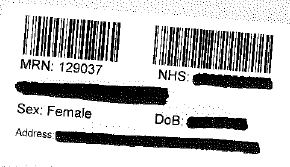 MRN: 129037
NHS:
Sex: Female
DoB:
Address: